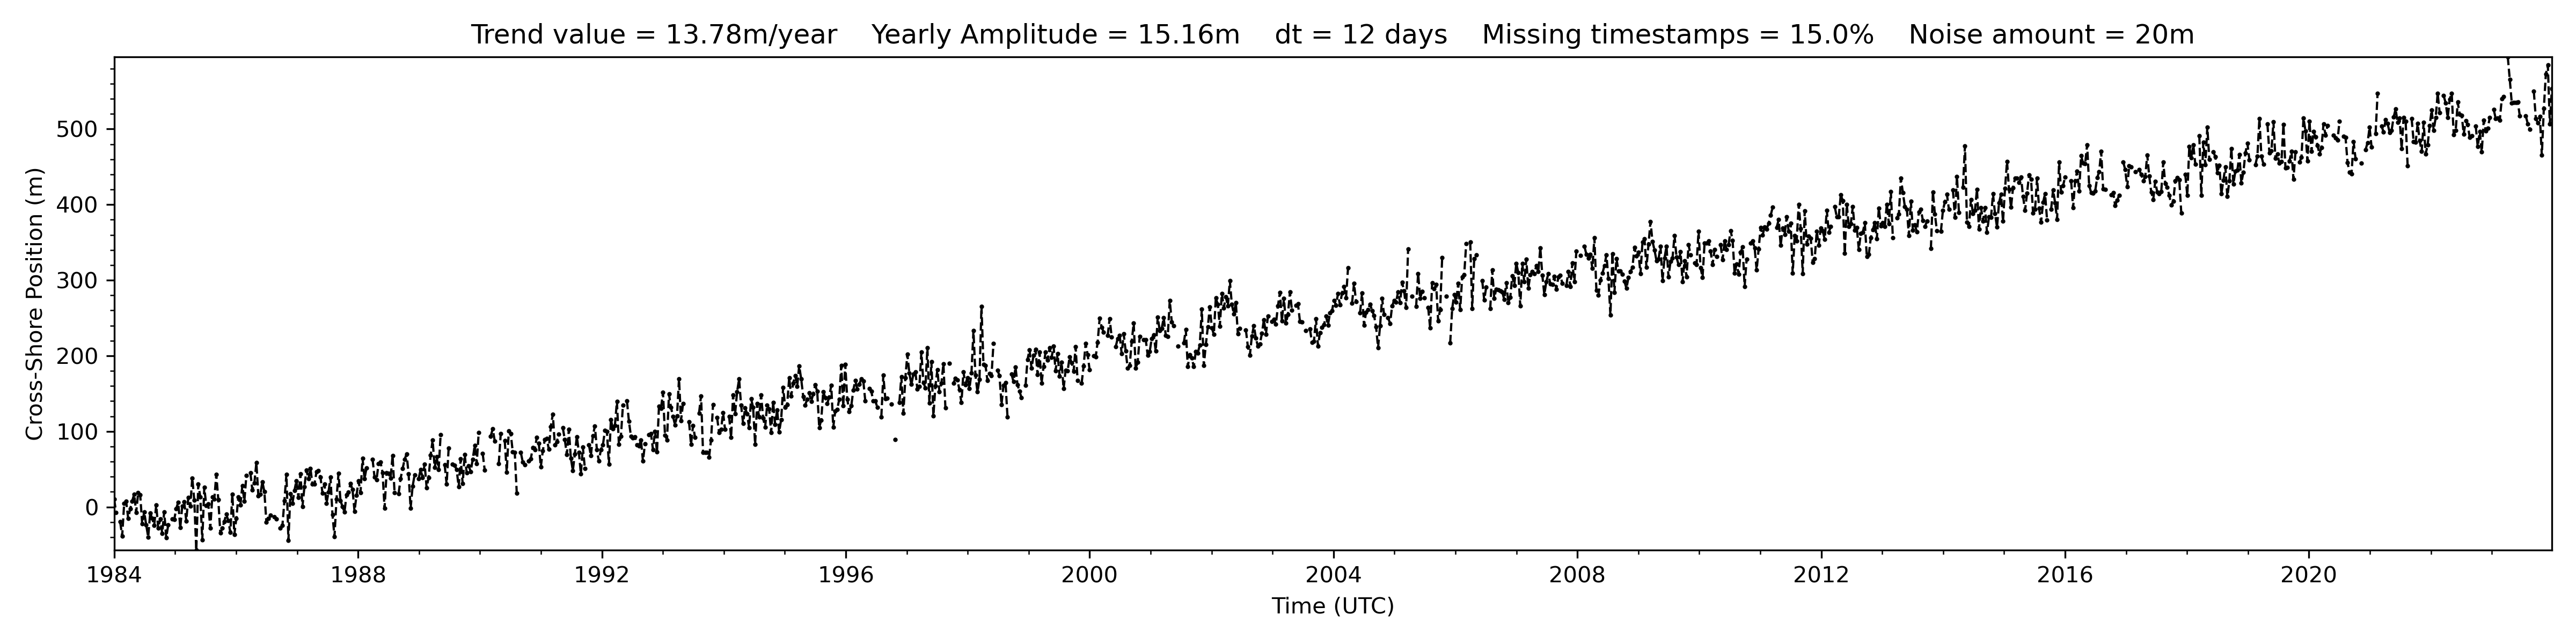 Trend value = 13.78m/year    Yearly Amplitude = 15.16m    dt = 12 days    Missing timestamps = 15.0%    Noise amount = 20m
Cross-Shore Position (m)
500
400
300
200
100
0
1984 1988 1992 1996 2000 2004 2008 2012 2016 2020
Time (UTC)